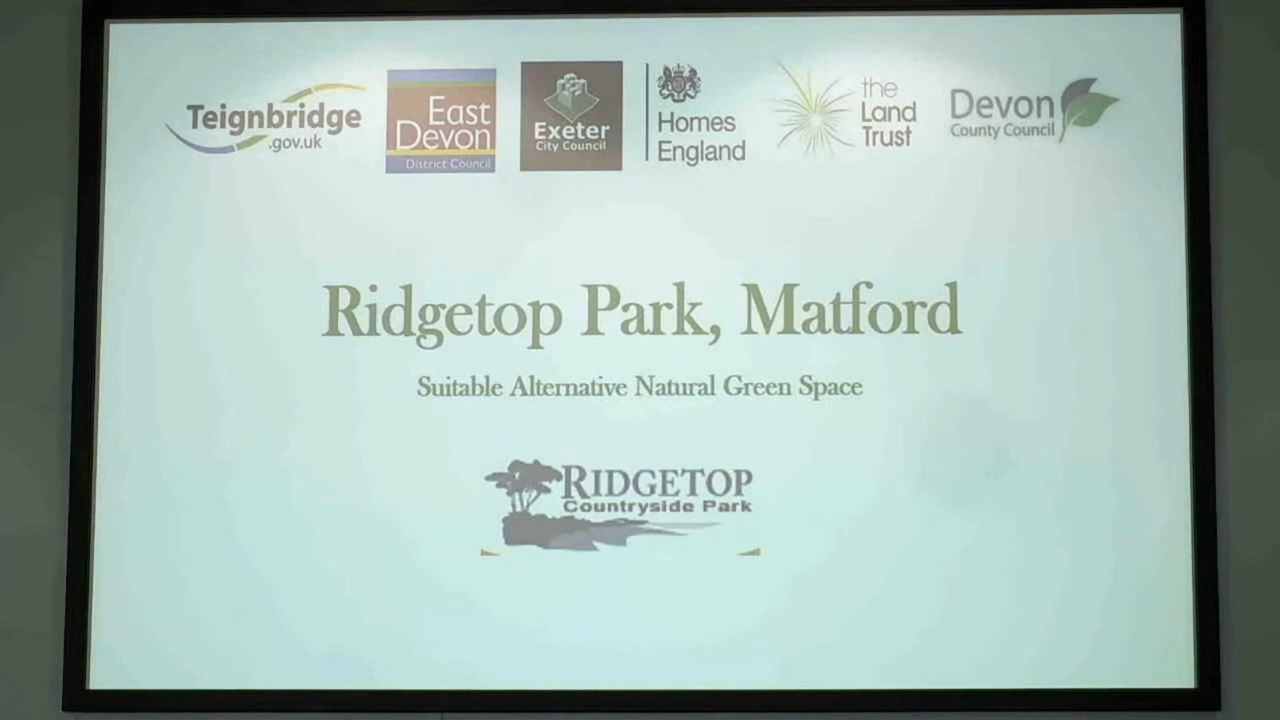 Teignbridge
.gov.uk
East
Devon
District Council
Exeter
City Council
Homes
England
the
Land
Trust
Devon
County Council
Ridgetop Park, Matford
Suitable Alternative Natural Green Space
RIDGETOP
Countryside Park